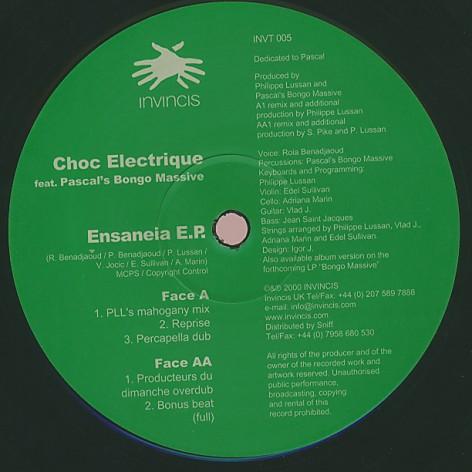 INVINCIS
Choc Electrique
feat. Pascal's Bongo Massive
Ensaneia E.P.
(R. Benadjaoud / P. Benadjaoud / P. Lussan /
V. Jocic / E. Sullivan / A. Marin)
MCPS / Copyright Control
Face A
1. PLL's mahogany mix
2. Reprise
3. Percapella dub
Face AA
1. Producteurs du
dimanche overdub
2. Bonus beat
(full)
INVT 005
Dedicated to Pascal
Produced by
Philippe Lussan and
Pascal's Bongo Massive
A1 remix and additional
production by Philippe Lussan
AA1 remix and additional
production by S. Pike and P. Lussan
Voice: Rola Benadjaoud
Percussions: Pascal's Bongo Massive
Keyboards and Programming:
Philippe Lussan
Violin: Edel Sullivan
Cello: Adriana Marin
Guitar: Vlad J.
Bass: Jean Saint Jacques
Strings arranged by Philippe Lussan, Vlad J.,
Adriana Marin and Edel Sullivan.
Design: Igor J.
Also available album version on the
forthcoming LP 'Bongo Massive'
©&℗ 2000 INVINCIS
Invincis UK Tel/Fax: +44 (0) 207 589 7888
e-mail: info@invincis.com
www.invincis.com
Distributed by Sniff
Tel/Fax: +44 (0) 7958 680 530
All rights of the producer and of the
owner of the recorded work and
artwork reserved. Unauthorised
public performance,
broadcasting, copying
and rental of this
record prohibited.